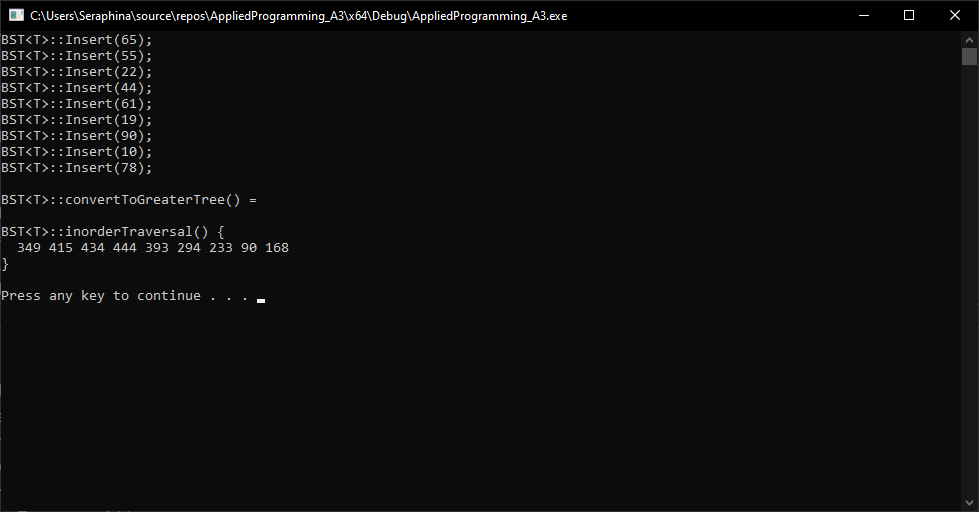 C:\Users\Seraphina\source\repos\AppliedProgramming_A3\x64\Debug\AppliedProgramming_A3.exe
BST<T>::Insert(65);
BST<T>::Insert(55);
BST<T>::Insert(22);
BST<T>::Insert(44);
BST<T>::Insert(61);
BST<T>::Insert(19);
BST<T>::Insert(90);
BST<T>::Insert(10);
BST<T>::Insert(78);
BST<T>::convertToGreaterTree() =
BST<T>::inorderTraversal() {
349 415 434 444 393 294 233 90 168
}
Press any key to continue . . .